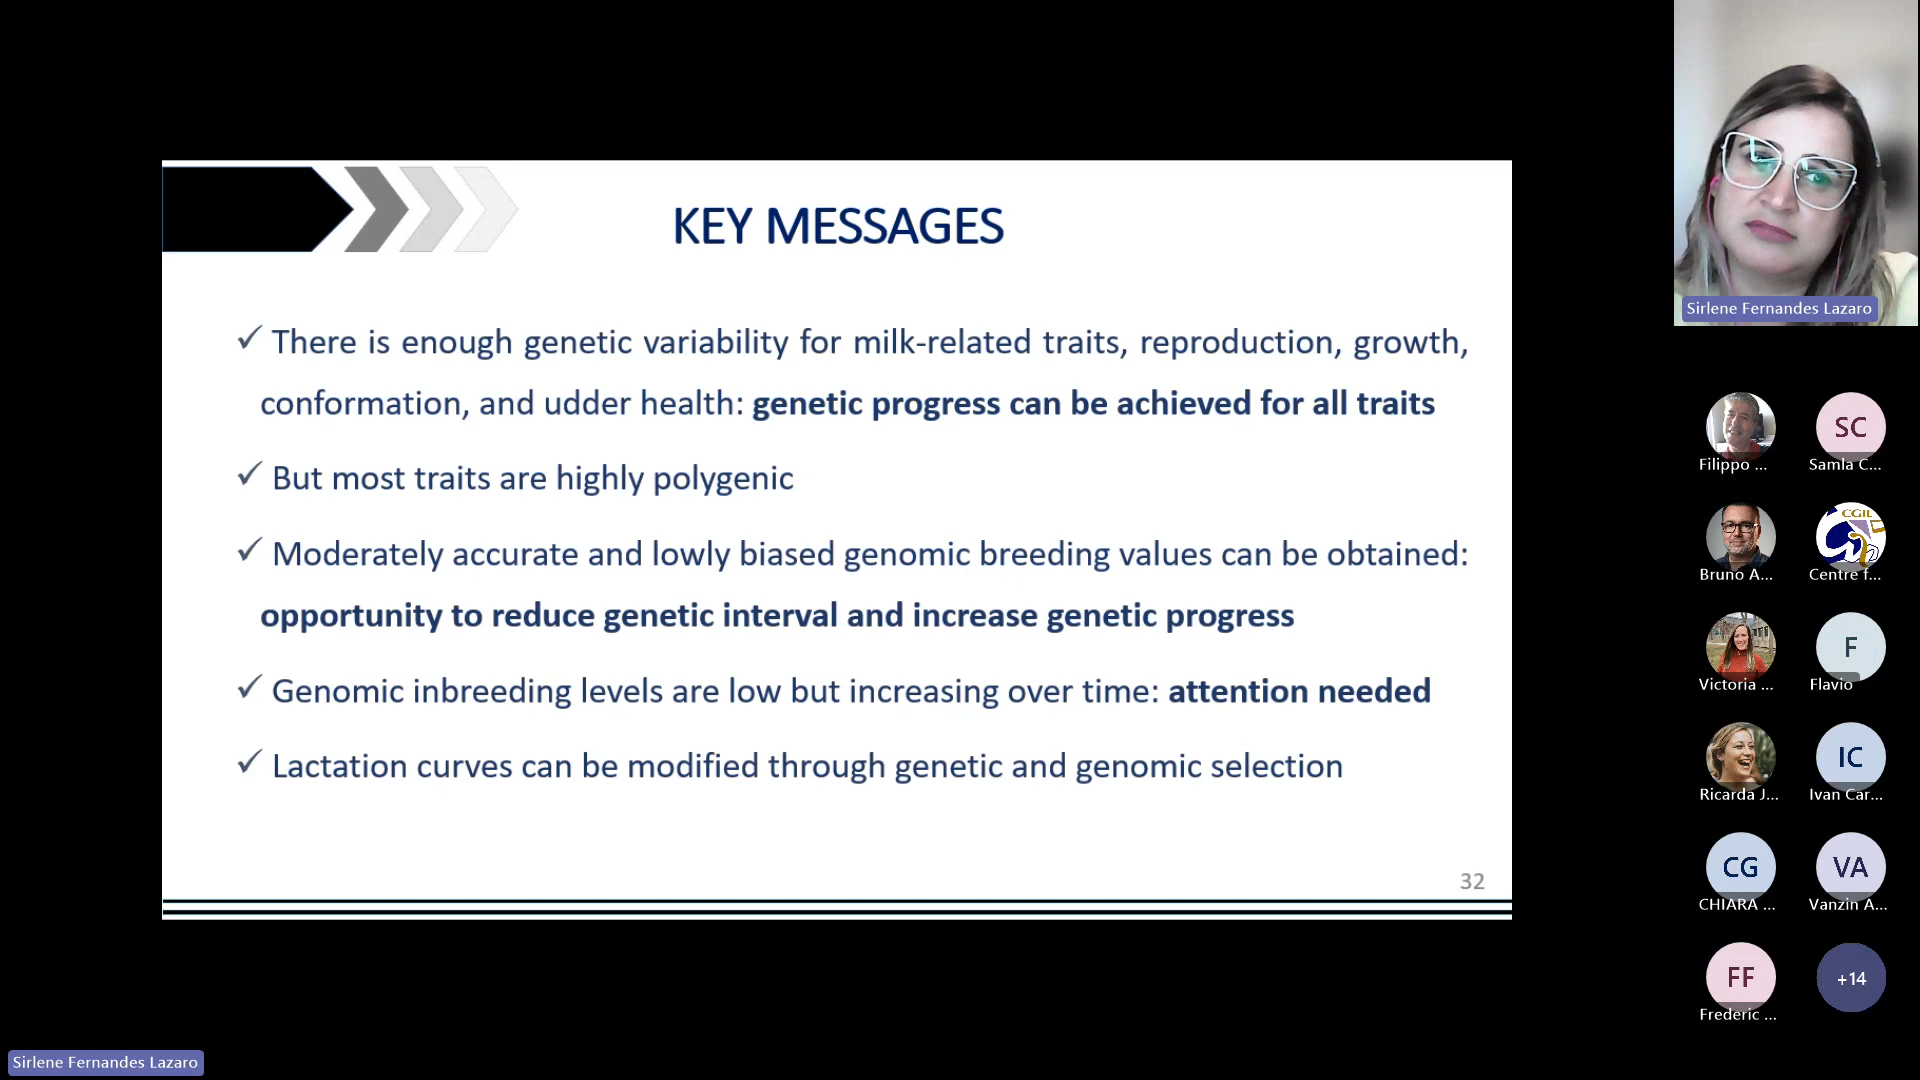 KEY MESSAGES
✓ There is enough genetic variability for milk-related traits, reproduction, growth,
conformation, and udder health: genetic progress can be achieved for all traits
✓ But most traits are highly polygenic
✓ Moderately accurate and lowly biased genomic breeding values can be obtained:
opportunity to reduce genetic interval and increase genetic progress
✓ Genomic inbreeding levels are low but increasing over time: attention needed
✓ Lactation curves can be modified through genetic and genomic selection
32
Sirlene Fernandes Lazaro
Filippo ...
SC
Samla C...
Bruno A...
CGIL
Centre f...
Victoria ...
F
Flavio
Ricarda J...
IC
Ivan Car...
CG
CHIARA ...
VA
Vanzin A...
FF
Frederic ...
+14
Sirlene Fernandes Lazaro